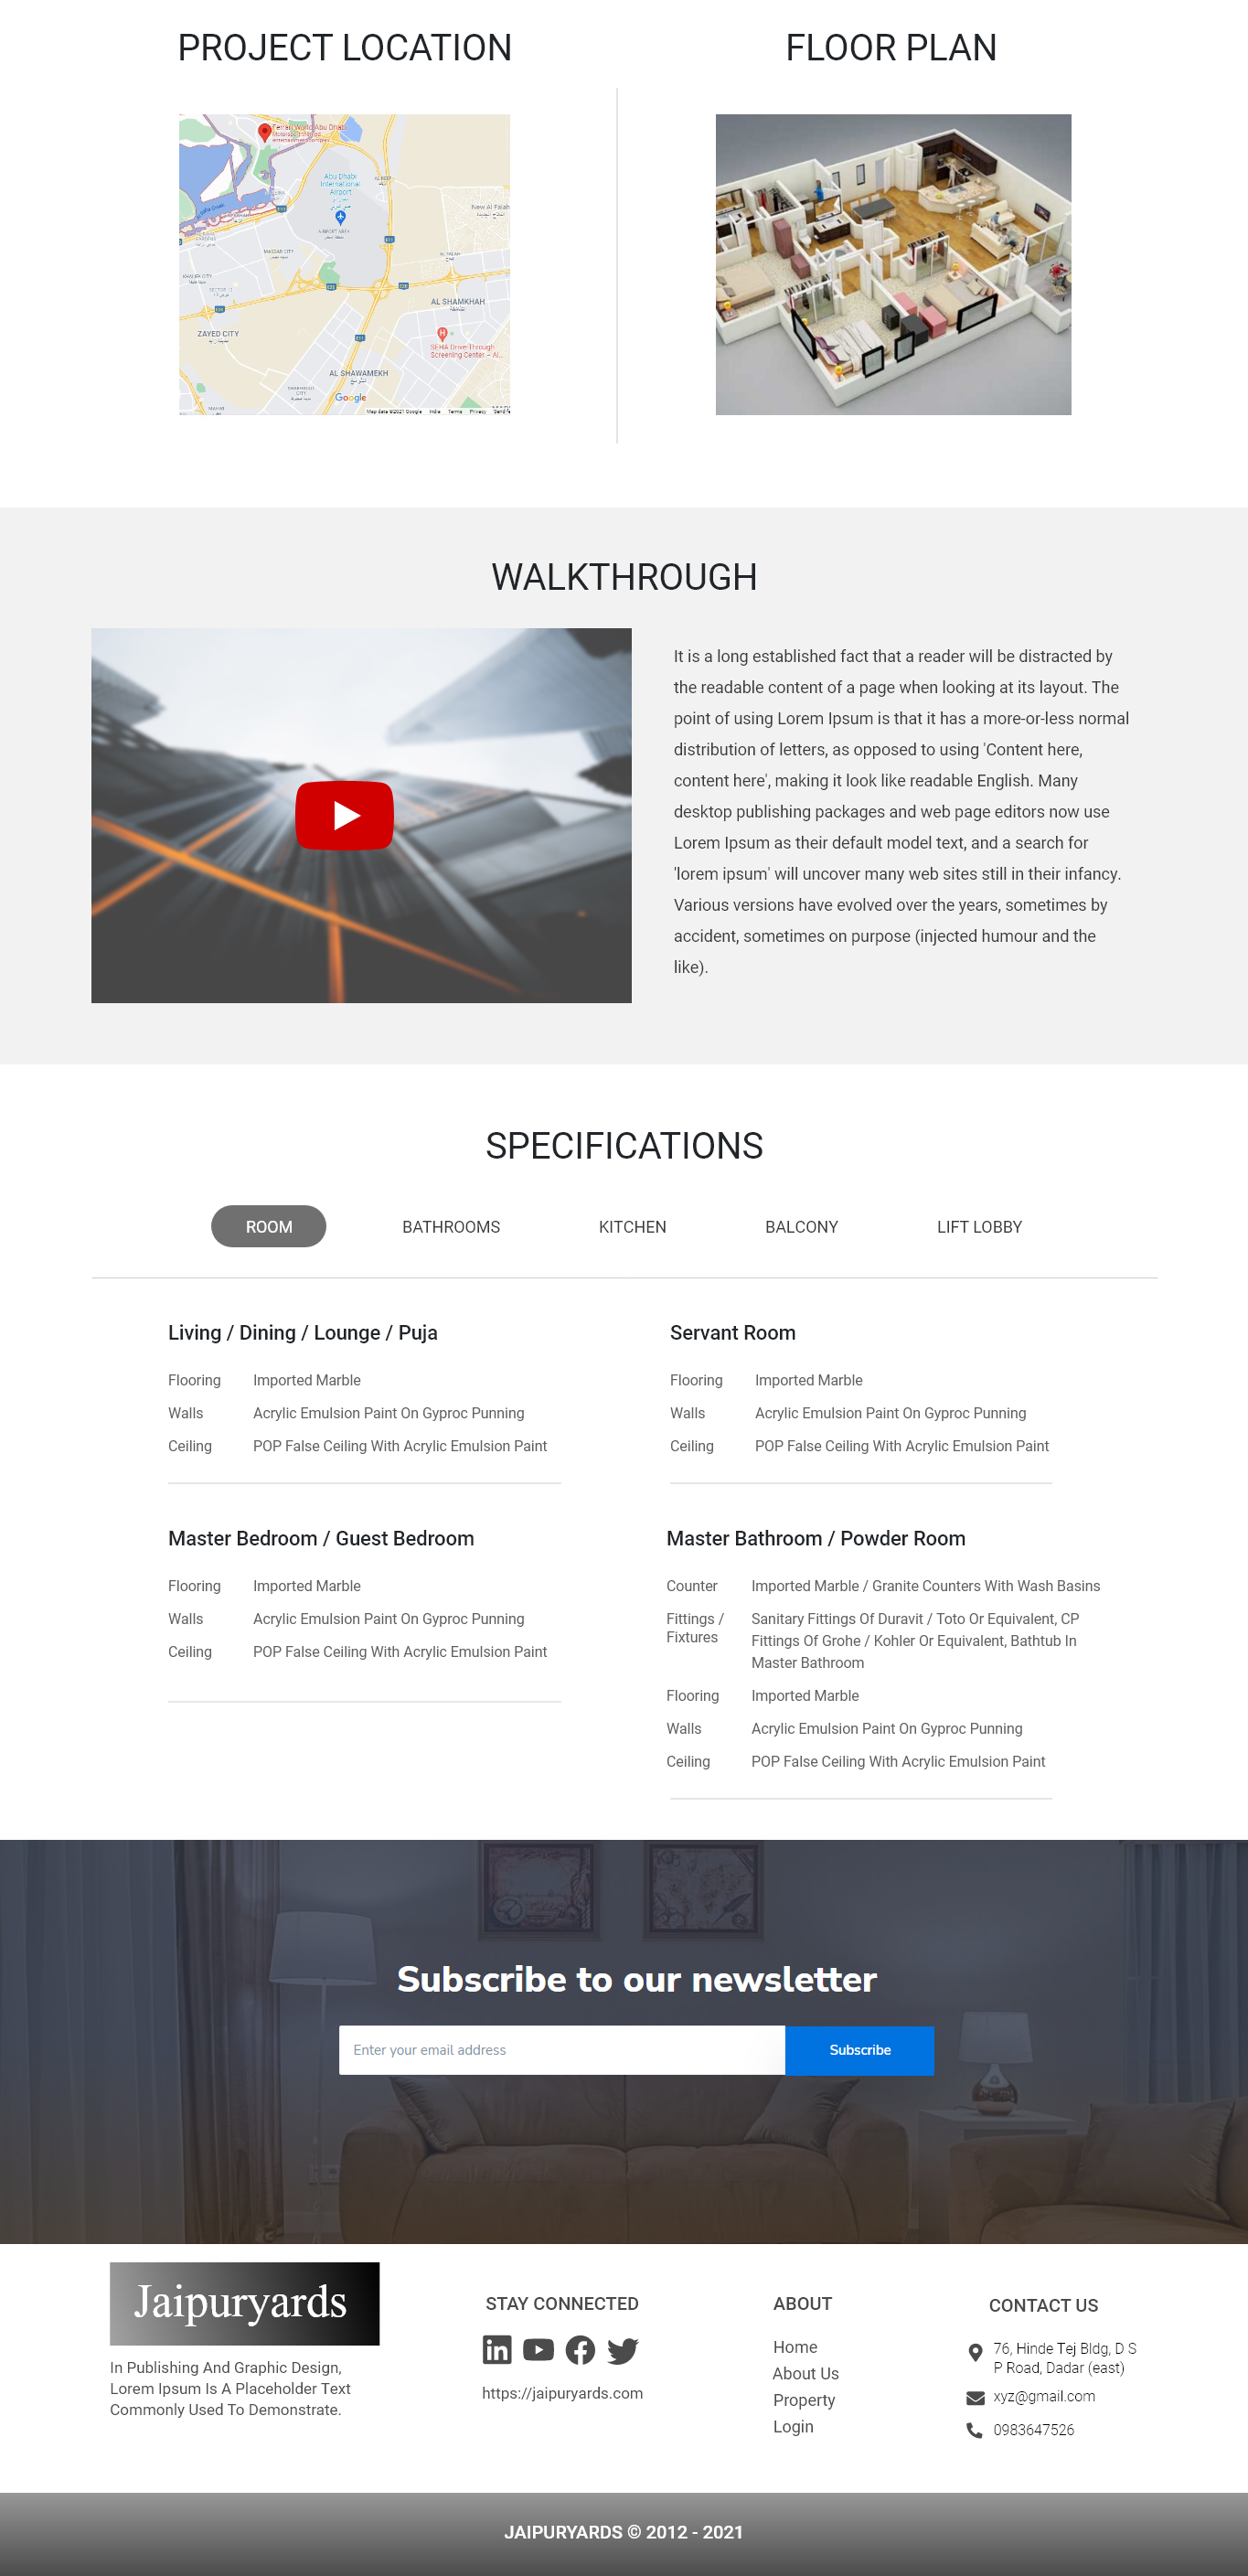 PROJECT LOCATION
FLOOR PLAN
Ferrari World Abu Dhabi
Abu Dhabi
International
Airport
AL FALAH
MASDAR CITY
KHALIFA CITY
AL SHAMKHAH
ZAYED CITY
SEHA Drive-Through
Screening Center – Al...
AL SHAWAMEKH
Google
Map data ©2021 Google India Terms Privacy
WALKTHROUGH
It is a long established fact that a reader will be distracted by
the readable content of a page when looking at its layout. The
point of using Lorem Ipsum is that it has a more-or-less normal
distribution of letters, as opposed to using 'Content here,
content here', making it look like readable English. Many
desktop publishing packages and web page editors now use
Lorem Ipsum as their default model text, and a search for
'lorem ipsum' will uncover many web sites still in their infancy.
Various versions have evolved over the years, sometimes by
accident, sometimes on purpose (injected humour and the
like).
SPECIFICATIONS
ROOM BATHROOMS KITCHEN BALCONY LIFT LOBBY
Living / Dining / Lounge / Puja
Flooring Imported Marble
Walls Acrylic Emulsion Paint On Gyproc Punning
Ceiling POP False Ceiling With Acrylic Emulsion Paint
Servant Room
Flooring Imported Marble
Walls Acrylic Emulsion Paint On Gyproc Punning
Ceiling POP False Ceiling With Acrylic Emulsion Paint
Master Bedroom / Guest Bedroom
Flooring Imported Marble
Walls Acrylic Emulsion Paint On Gyproc Punning
Ceiling POP False Ceiling With Acrylic Emulsion Paint
Master Bathroom / Powder Room
Counter Imported Marble / Granite Counters With Wash Basins
Fittings / Fixtures Sanitary Fittings Of Duravit / Toto Or Equivalent, CP
Fittings Of Grohe / Kohler Or Equivalent, Bathtub In
Master Bathroom
Flooring Imported Marble
Walls Acrylic Emulsion Paint On Gyproc Punning
Ceiling POP False Ceiling With Acrylic Emulsion Paint
Subscribe to our newsletter
Enter your email address
Subscribe
Jaipuryards
In Publishing And Graphic Design,
Lorem Ipsum Is A Placeholder Text
Commonly Used To Demonstrate.
STAY CONNECTED
https://jaipuryards.com
ABOUT
Home
About Us
Property
Login
CONTACT US
76, Hinde Tej Bldg, D S
P Road, Dadar (east)
xyz@gmail.com
0983647526
JAIPURYARDS © 2012 - 2021